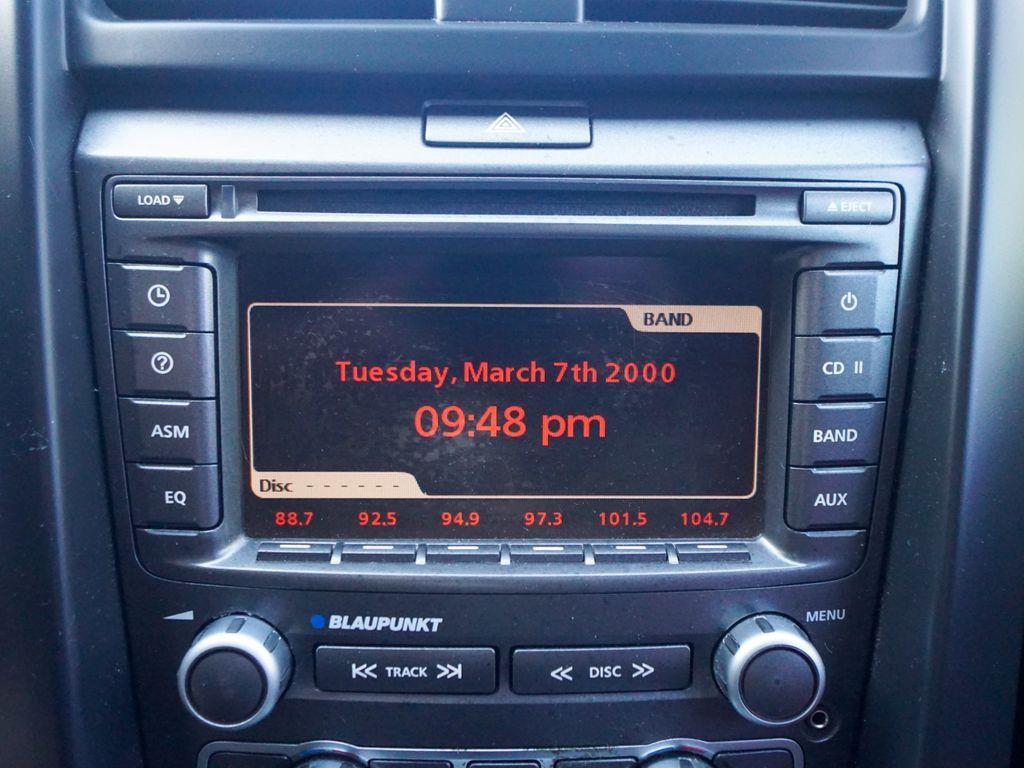 LOAD
EJECT
BAND
Tuesday, March 7th 2000
09:48 pm
Disc - - - - - -
88.7 92.5 94.9 97.3 101.5 104.7
?
ASM
EQ
CD II
BAND
AUX
BLAUPUNKT
MENU
TRACK
DISC